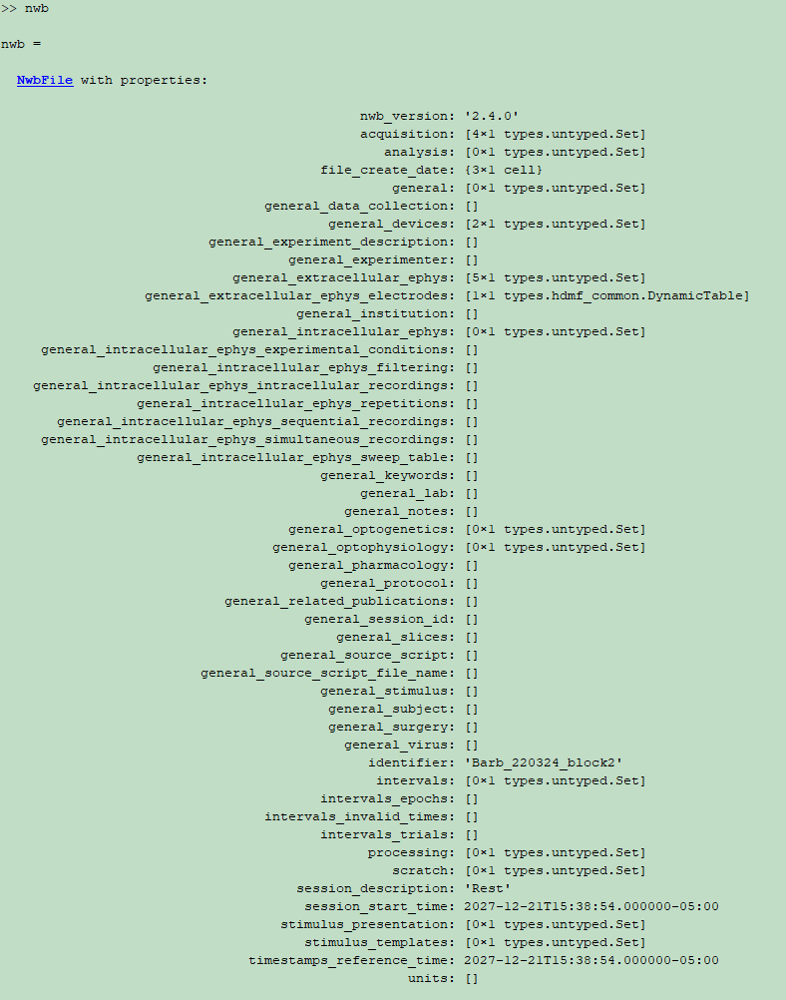 >> nwb
nwb =
NwbFile with properties:
nwb_version: '2.4.0'
acquisition: [4×1 types.untyped.Set]
analysis: [0×1 types.untyped.Set]
file_create_date: {3×1 cell}
general: [0×1 types.untyped.Set]
general_data_collection: []
general_devices: [2×1 types.untyped.Set]
general_experiment_description: []
general_experimenter: []
general_extracellular_ephys: [5×1 types.untyped.Set]
general_extracellular_ephys_electrodes: [1×1 types.hdmf_common.DynamicTable]
general_institution: []
general_intracellular_ephys: [0×1 types.untyped.Set]
general_intracellular_ephys_experimental_conditions: []
general_intracellular_ephys_filtering: []
general_intracellular_ephys_intracellular_recordings: []
general_intracellular_ephys_repetitions: []
general_intracellular_ephys_sequential_recordings: []
general_intracellular_ephys_simultaneous_recordings: []
general_intracellular_ephys_sweep_table: []
general_keywords: []
general_lab: []
general_notes: []
general_optogenetics: [0×1 types.untyped.Set]
general_optophysiology: [0×1 types.untyped.Set]
general_pharmacology: []
general_protocol: []
general_related_publications: []
general_session_id: []
general_slices: []
general_source_script: []
general_source_script_file_name: []
general_stimulus: []
general_subject: []
general_surgery: []
general_virus: []
identifier: 'Barb_220324_block2'
intervals: [0×1 types.untyped.Set]
intervals_epochs: []
intervals_invalid_times: []
intervals_trials: []
processing: [0×1 types.untyped.Set]
scratch: [0×1 types.untyped.Set]
session_description: 'Rest'
session_start_time: 2027-12-21T15:38:54.000000-05:00
stimulus_presentation: [0×1 types.untyped.Set]
stimulus_templates: [0×1 types.untyped.Set]
timestamps_reference_time: 2027-12-21T15:38:54.000000-05:00
units: []